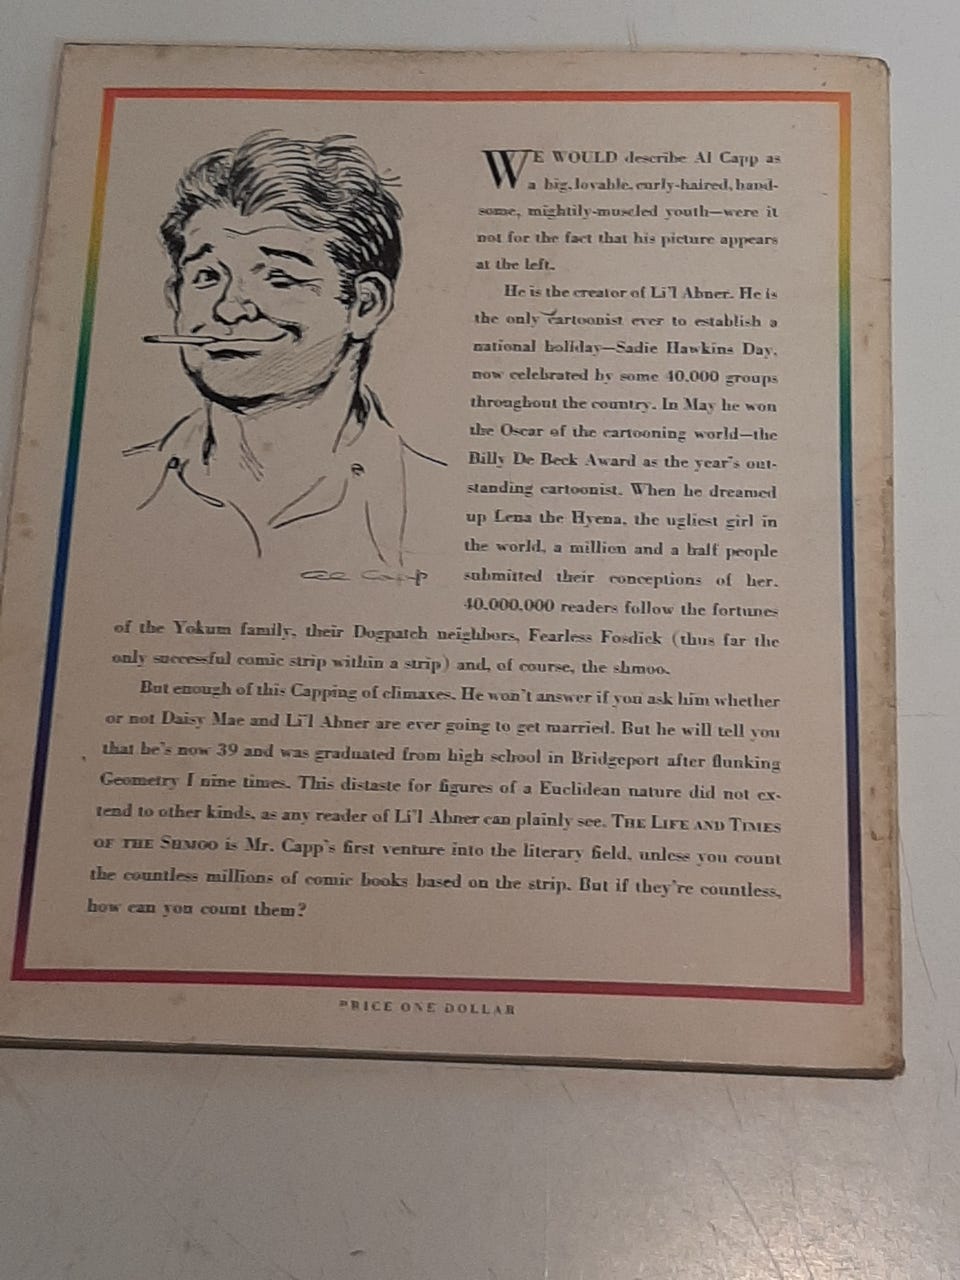 WE WOULD describe Al Capp as
a big, lovable, curly-haired, hand-
some, mightily-muscled youth—were it
not for the fact that his picture appears
at the left.
He is the creator of Li'l Abner. He is
the only cartoonist ever to establish a
national holiday—Sadie Hawkins Day,
now celebrated by some 40,000 groups
throughout the country. In May he won
the Oscar of the cartooning world—the
Billy De Beck Award as the year's out-
standing cartoonist. When he dreamed
up Lena the Hyena, the ugliest girl in
the world, a million and a half people
submitted their conceptions of her.
40,000,000 readers follow the fortunes
of the Yokum family, their Dogpatch neighbors, Fearless Fosdick (thus far the
only successful comic strip within a strip) and, of course, the shmoo.
But enough of this Capping of climaxes. He won't answer if you ask him whether
or not Daisy Mae and Li'l Abner are ever going to get married. But he will tell you
that he's now 39 and was graduated from high school in Bridgeport after flunking
Geometry I nine times. This distaste for figures of a Euclidean nature did not ex-
tend to other kinds, as any reader of Li'l Abner can plainly see. THE LIFE AND TIMES
OF THE SHMOO is Mr. Capp's first venture into the literary field, unless you count
the countless millions of comic books based on the strip. But if they're countless,
how can you count them?
Al Capp
PRICE ONE DOLLAR